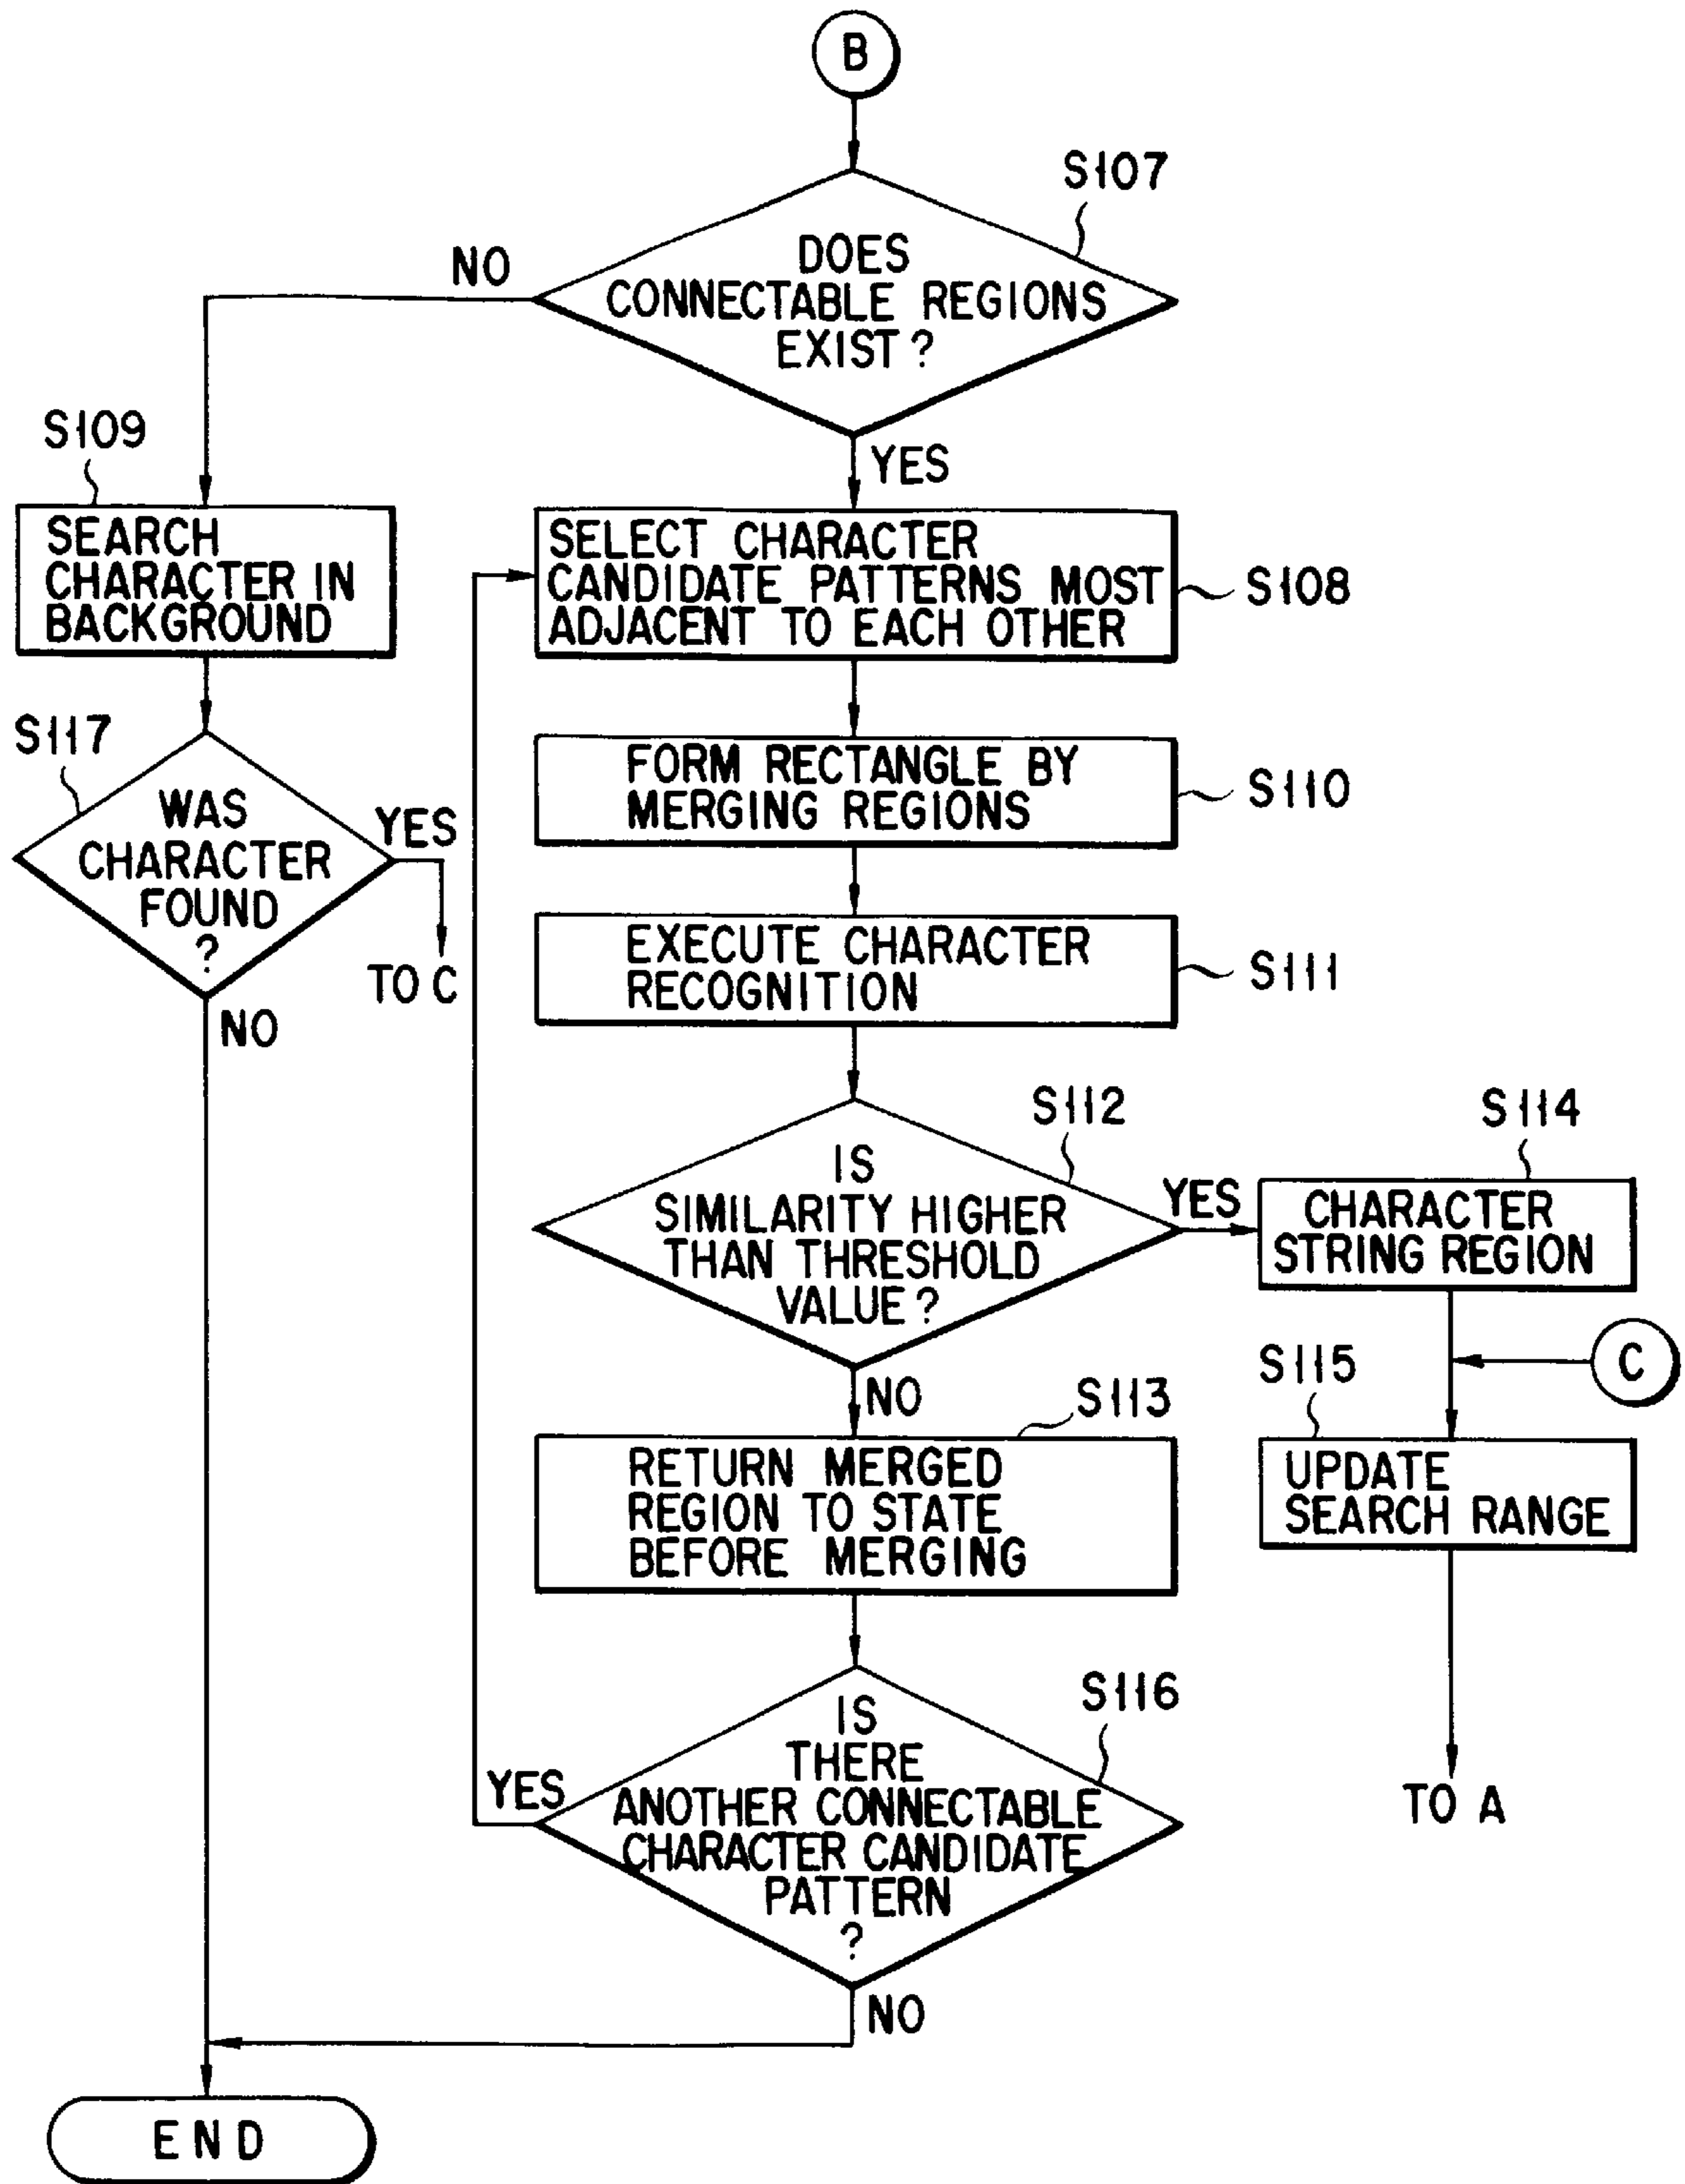 B
S107
DOES
CONNECTABLE REGIONS
EXIST?
NO
YES
S109
SEARCH
CHARACTER IN
BACKGROUND
SELECT CHARACTER
CANDIDATE PATTERNS MOST
ADJACENT TO EACH OTHER
S108
S117
WAS
CHARACTER
FOUND
?
YES
TO C
NO
FORM RECTANGLE BY
MERGING REGIONS
S110
EXECUTE CHARACTER
RECOGNITION
S111
S112
IS
SIMILARITY HIGHER
THAN THRESHOLD
VALUE?
YES
S114
CHARACTER
STRING REGION
C
S115
UPDATE
SEARCH RANGE
TO A
NO
S113
RETURN MERGED
REGION TO STATE
BEFORE MERGING
S116
IS
THERE
ANOTHER CONNECTABLE
CHARACTER CANDIDATE
PATTERN
?
YES
NO
END